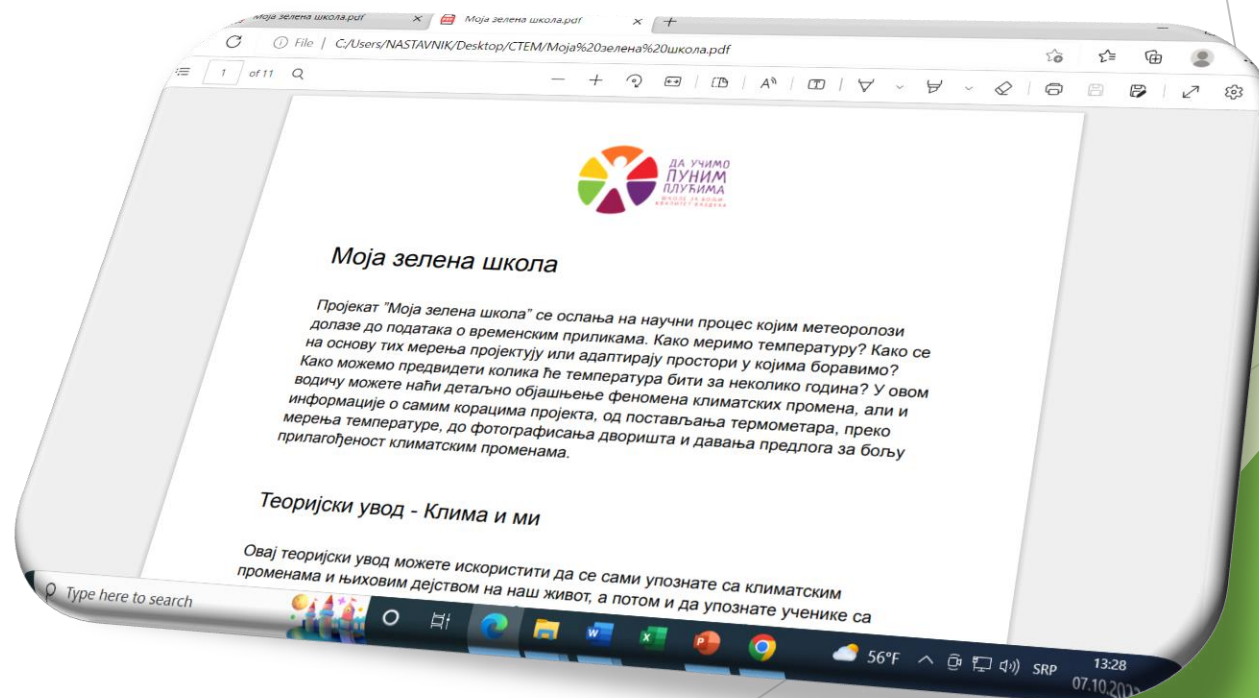 Моја зелена школа.pdf
Моја зелена школа.pdf
File | C:/Users/NASTAVNIK/Desktop/CTEM/Моја%20зелена%20школа.pdf
1 of 11
ДА УЧИМО
ПУНИМ
ПЛУЋИМА
Моја зелена школа
Пројекат "Моја зелена школа" се ослања на научни процес којим метеоролози
долазе до података о временским приликама. Како меримо температуру? Како се
на основу тих мерења пројектују или адаптирају простори у којима боравимо?
Како можемо предвидети колика ће температура бити за неколико година? У овом
водичу можете наћи детаљно објашњење феномена климатских промена, али и
информације о самим корацима пројекта, од постављања термометара, преко
мерења температуре, до фотографисања дворишта и давања предлога за бољу
прилагођеност климатским променама.
Теоријски увод - Клима и ми
Овај теоријски увод можете искористити да се сами упознате са климатским
променама и њиховим дејством на наш живот, а потом и да упознате ученике са
Type here to search
56°F
SRP
13:28